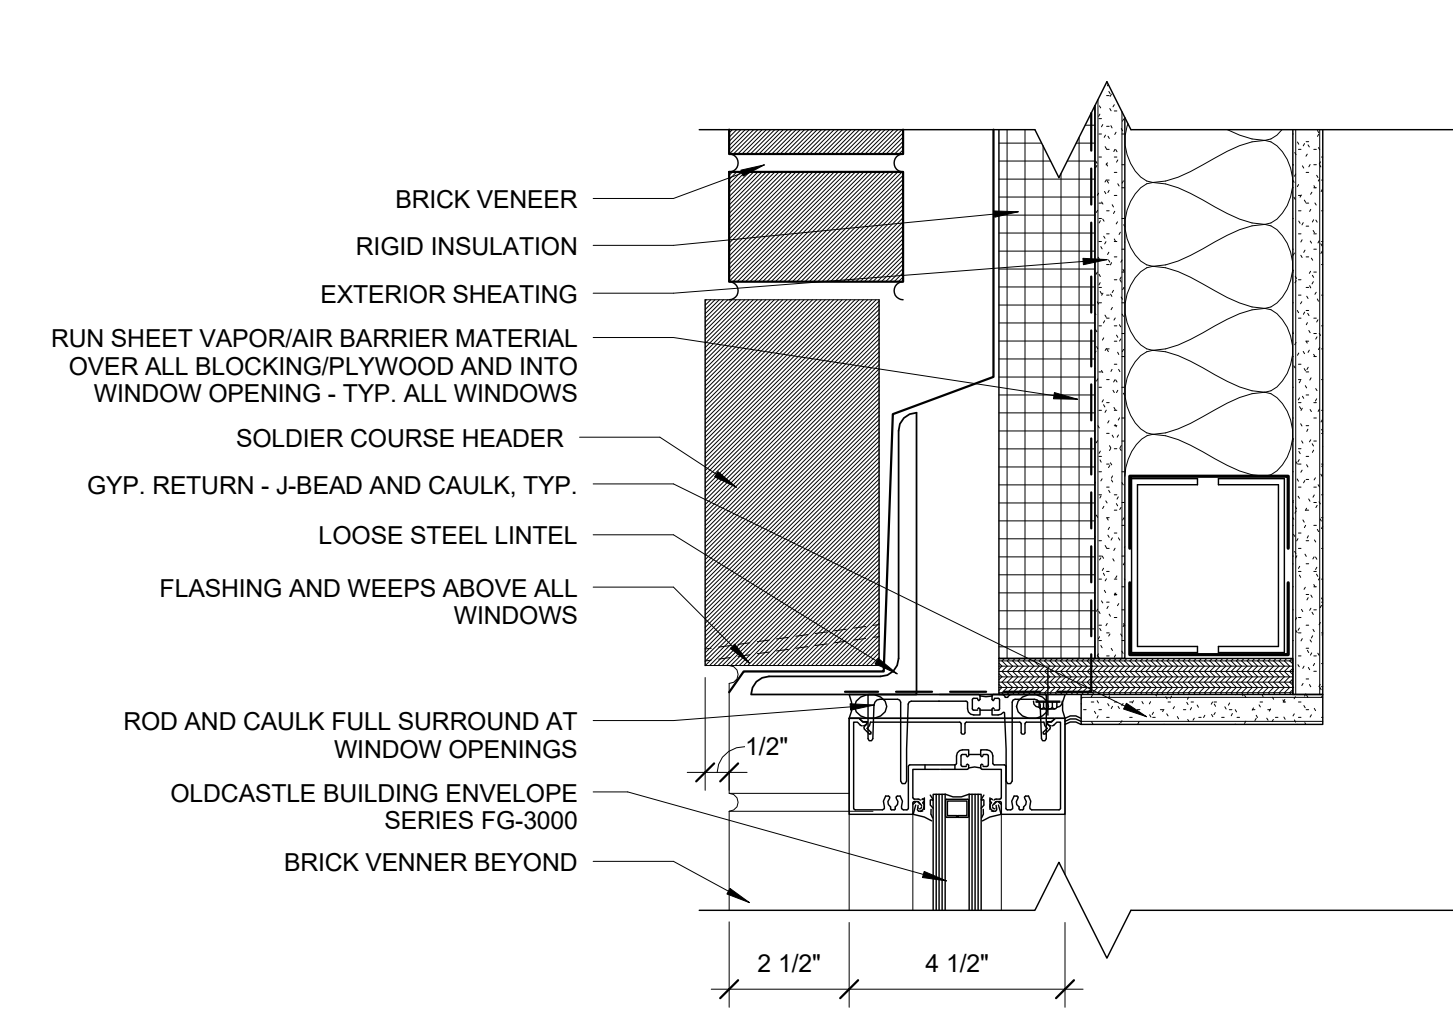 BRICK VENEER
RIGID INSULATION
EXTERIOR SHEATING
RUN SHEET VAPOR/AIR BARRIER MATERIAL
OVER ALL BLOCKING/PLYWOOD AND INTO
WINDOW OPENING - TYP. ALL WINDOWS
SOLDIER COURSE HEADER
GYP. RETURN - J-BEAD AND CAULK, TYP.
LOOSE STEEL LINTEL
FLASHING AND WEEPS ABOVE ALL
WINDOWS
ROD AND CAULK FULL SURROUND AT
WINDOW OPENINGS
1/2"
OLDCASTLE BUILDING ENVELOPE
SERIES FG-3000
BRICK VENNER BEYOND
2 1/2"
4 1/2"